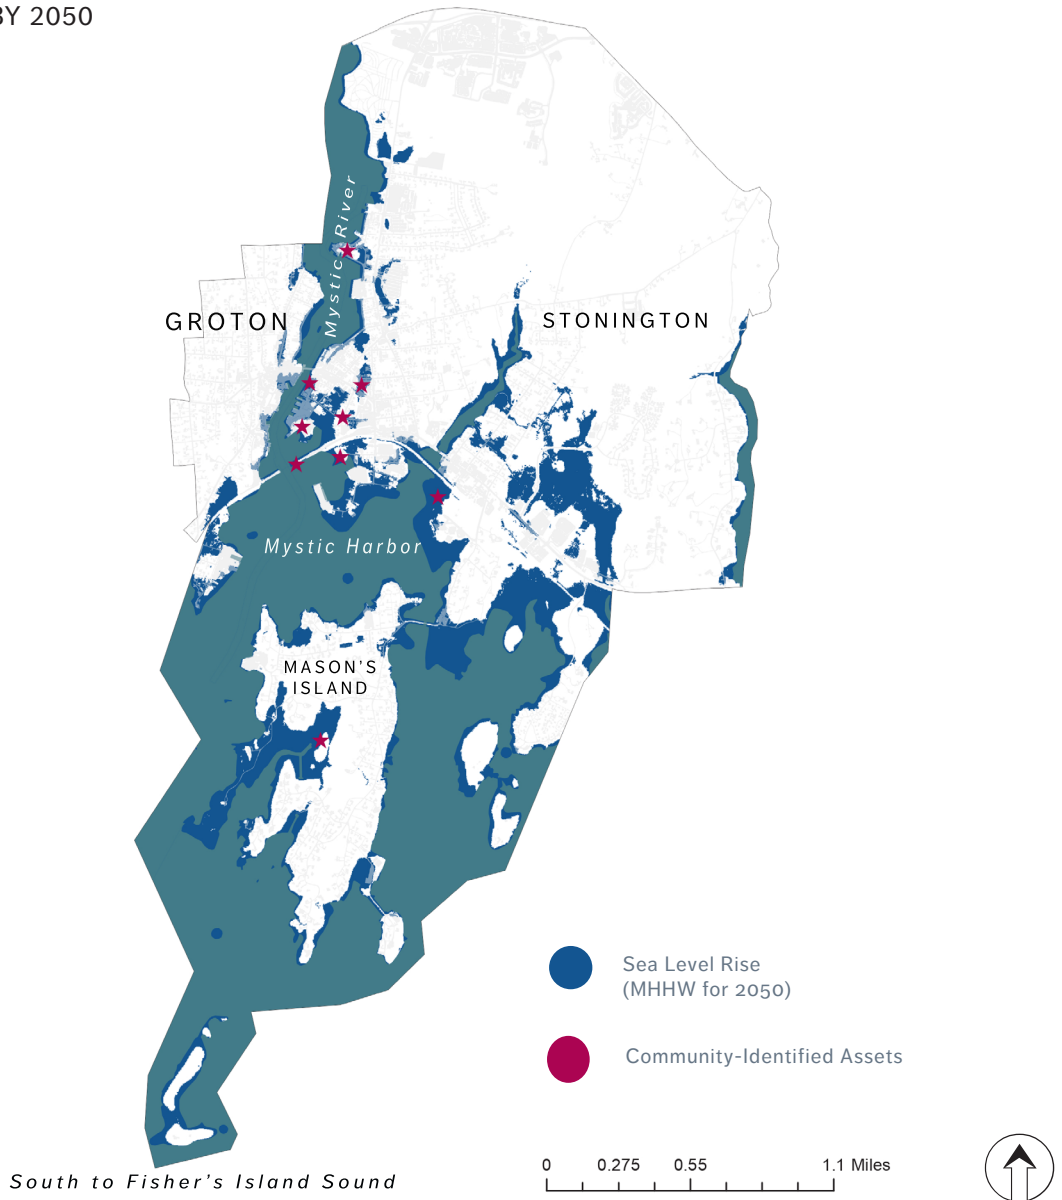 BY 2050
Mystic River
GROTON
STONINGTON
Mystic Harbor
MASON'S
ISLAND
Sea Level Rise
(MHHW for 2050)
Community-Identified Assets
0 0.275 0.55 1.1 Miles
South to Fisher's Island Sound